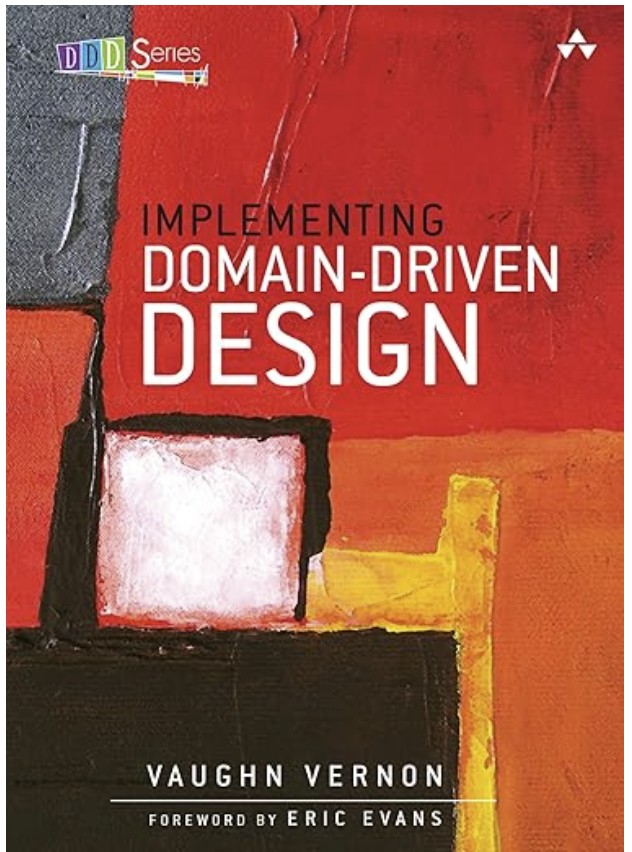 DDD Series
IMPLEMENTING
DOMAIN-DRIVEN
DESIGN
VAUGHN VERNON
FOREWORD BY ERIC EVANS